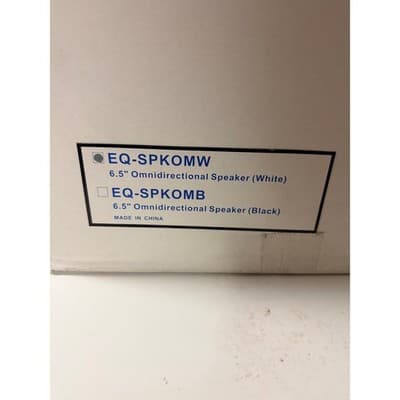 EQ-SPKOMW
6.5" Omnidirectional Speaker (White)
EQ-SPKOMB
6.5" Omnidirectional Speaker (Black)
MADE IN CHINA